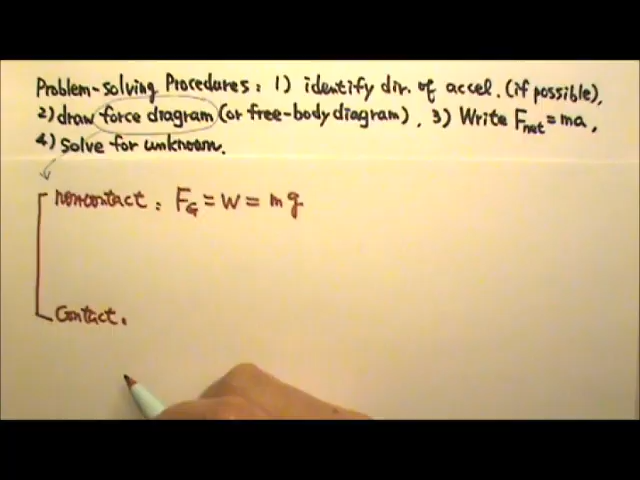 Problem-solving Procedures: 1) identify dir. of accel. (if possible),
2) draw force diagram (or free-body diagram), 3) Write Fnet = ma,
4) Solve for unknown.
noncontact: FG = W = mg
Contact.